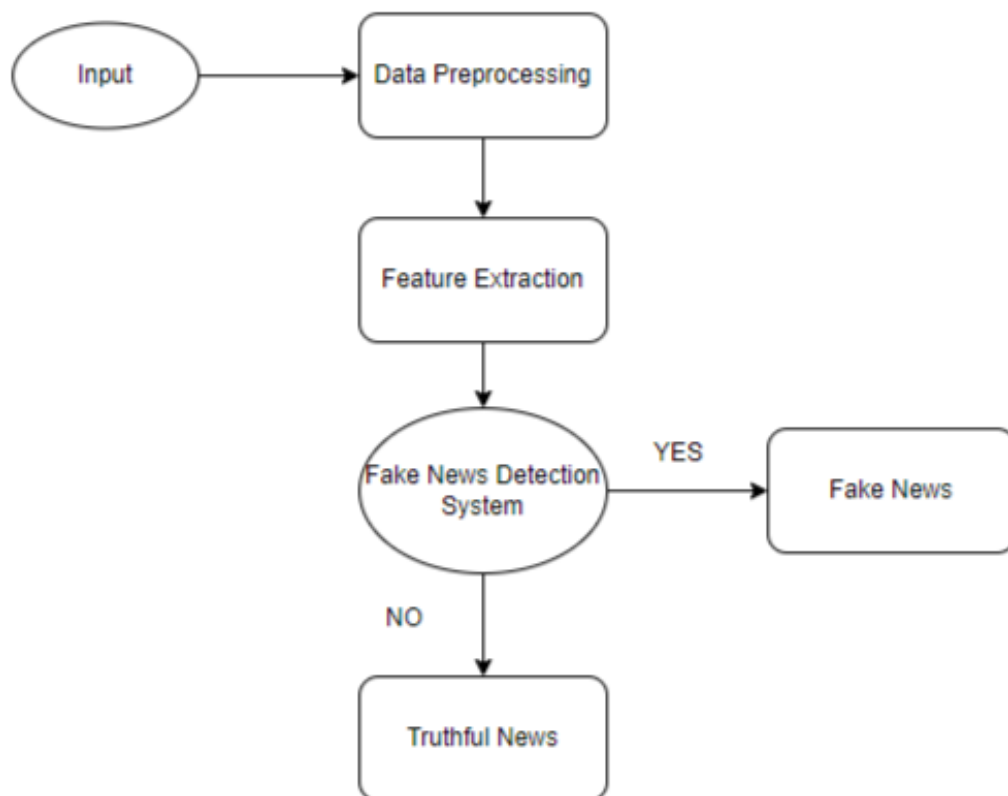 Input
Data Preprocessing
Feature Extraction
Fake News Detection
System
YES
Fake News
NO
Truthful News